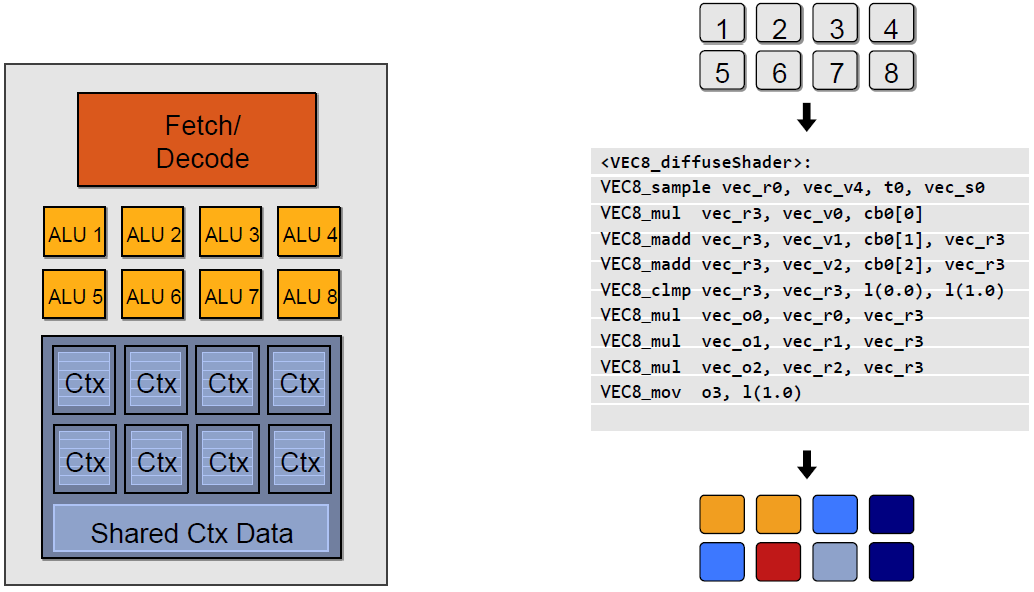 Fetch/
Decode
ALU 1 ALU 2 ALU 3 ALU 4
ALU 5 ALU 6 ALU 7 ALU 8
Ctx Ctx Ctx Ctx
Ctx Ctx Ctx Ctx
Shared Ctx Data
1 2 3 4
5 6 7 8
<VEC8_diffuseShader>:
VEC8_sample vec_r0, vec_v4, t0, vec_s0
VEC8_mul vec_r3, vec_v0, cb0[0]
VEC8_madd vec_r3, vec_v1, cb0[1], vec_r3
VEC8_madd vec_r3, vec_v2, cb0[2], vec_r3
VEC8_clmp vec_r3, vec_r3, l(0.0), l(1.0)
VEC8_mul vec_o0, vec_r0, vec_r3
VEC8_mul vec_o1, vec_r1, vec_r3
VEC8_mul vec_o2, vec_r2, vec_r3
VEC8_mov o3, l(1.0)